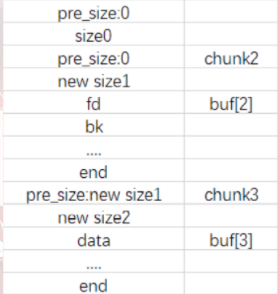 pre_size:0
size0
pre_size:0 chunk2
new size1
fd buf[2]
bk
....
end
pre_size:new size1 chunk3
new size2
data buf[3]
....
end